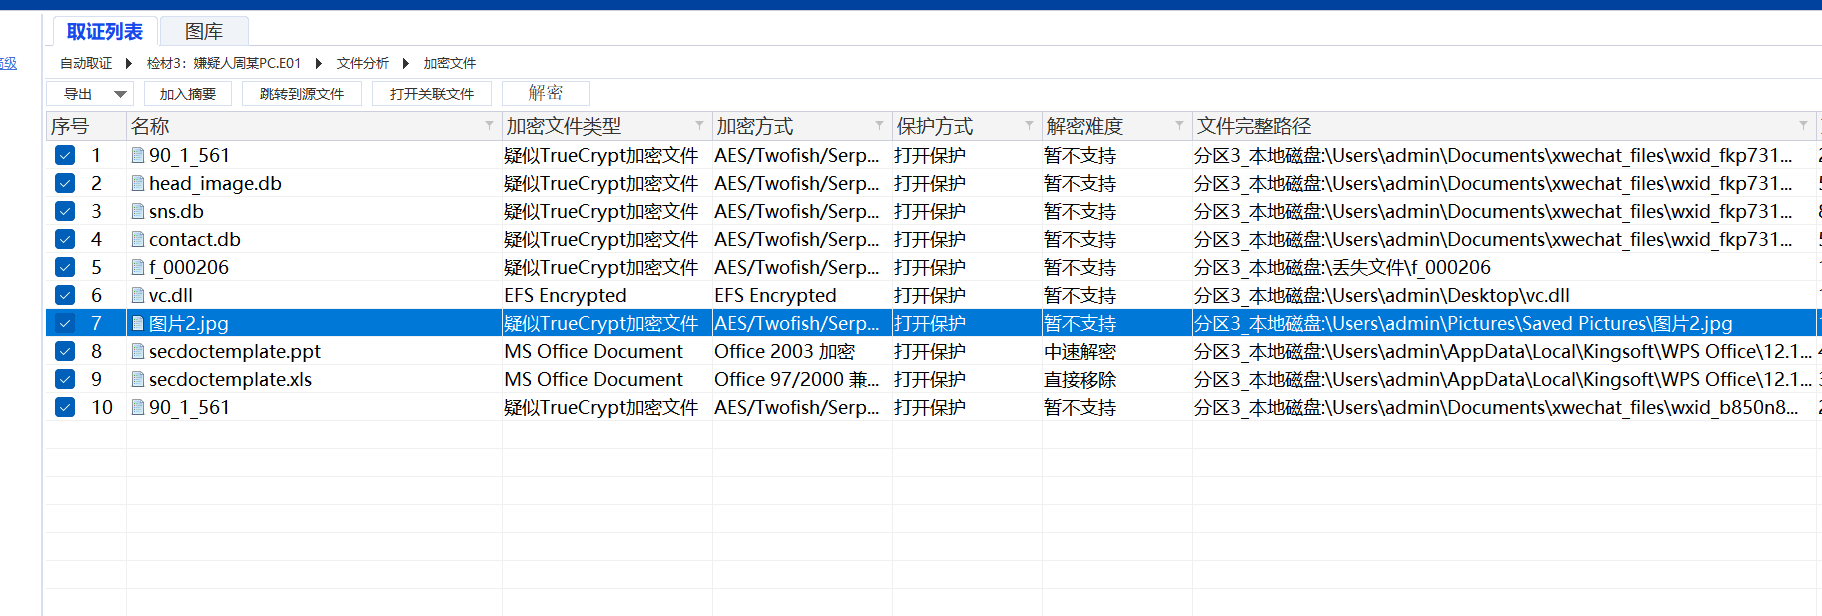 取证列表 图库
高级 自动取证 检材3：嫌疑人周某PC.E01 文件分析 加密文件
导出 加入摘要 跳转到源文件 打开关联文件 解密
序号 名称 加密文件类型 加密方式 保护方式 解密难度 文件完整路径
1 90_1_561 疑似TrueCrypt加密文件 AES/Twofish/Serp... 打开保护 暂不支持 分区3_本地磁盘:\Users\admin\Documents\xwechat_files\wxid_fkp731...
2 head_image.db 疑似TrueCrypt加密文件 AES/Twofish/Serp... 打开保护 暂不支持 分区3_本地磁盘:\Users\admin\Documents\xwechat_files\wxid_fkp731...
3 sns.db 疑似TrueCrypt加密文件 AES/Twofish/Serp... 打开保护 暂不支持 分区3_本地磁盘:\Users\admin\Documents\xwechat_files\wxid_fkp731...
4 contact.db 疑似TrueCrypt加密文件 AES/Twofish/Serp... 打开保护 暂不支持 分区3_本地磁盘:\Users\admin\Documents\xwechat_files\wxid_fkp731...
5 f_000206 疑似TrueCrypt加密文件 AES/Twofish/Serp... 打开保护 暂不支持 分区3_本地磁盘:\丢失文件\f_000206
6 vc.dll EFS Encrypted EFS Encrypted 打开保护 暂不支持 分区3_本地磁盘:\Users\admin\Desktop\vc.dll
7 图片2.jpg 疑似TrueCrypt加密文件 AES/Twofish/Serp... 打开保护 暂不支持 分区3_本地磁盘:\Users\admin\Pictures\Saved Pictures\图片2.jpg
8 secdoctemplate.ppt MS Office Document Office 2003 加密 打开保护 中速解密 分区3_本地磁盘:\Users\admin\AppData\Local\Kingsoft\WPS Office\12.1...
9 secdoctemplate.xls MS Office Document Office 97/2000 兼... 打开保护 直接移除 分区3_本地磁盘:\Users\admin\AppData\Local\Kingsoft\WPS Office\12.1...
10 90_1_561 疑似TrueCrypt加密文件 AES/Twofish/Serp... 打开保护 暂不支持 分区3_本地磁盘:\Users\admin\Documents\xwechat_files\wxid_b850n8...